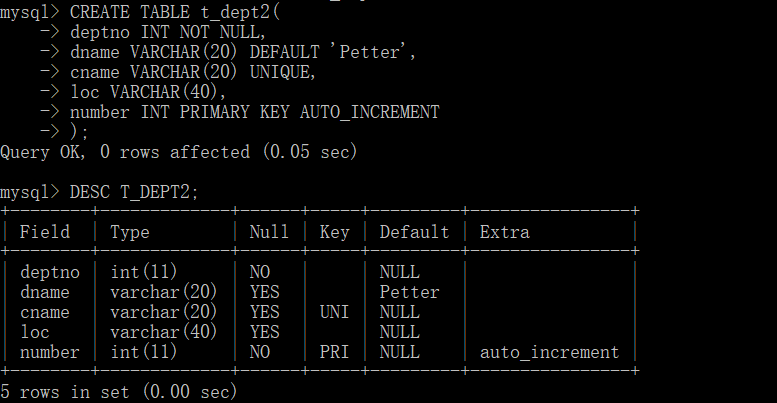 mysql> CREATE TABLE t_dept2(
    -> deptno INT NOT NULL,
    -> dname VARCHAR(20) DEFAULT 'Petter',
    -> cname VARCHAR(20) UNIQUE,
    -> loc VARCHAR(40),
    -> number INT PRIMARY KEY AUTO_INCREMENT
    -> );
Query OK, 0 rows affected (0.05 sec)

mysql> DESC T_DEPT2;
+--------+-------------+------+-----+---------+----------------+
| Field  | Type        | Null | Key | Default | Extra          |
+--------+-------------+------+-----+---------+----------------+
| deptno | int(11)     | NO   |     | NULL    |                |
| dname  | varchar(20) | YES  |     | Petter  |                |
| cname  | varchar(20) | YES  | UNI | NULL    |                |
| loc    | varchar(40) | YES  |     | NULL    |                |
| number | int(11)     | NO   | PRI | NULL    | auto_increment |
+--------+-------------+------+-----+---------+----------------+
5 rows in set (0.00 sec)